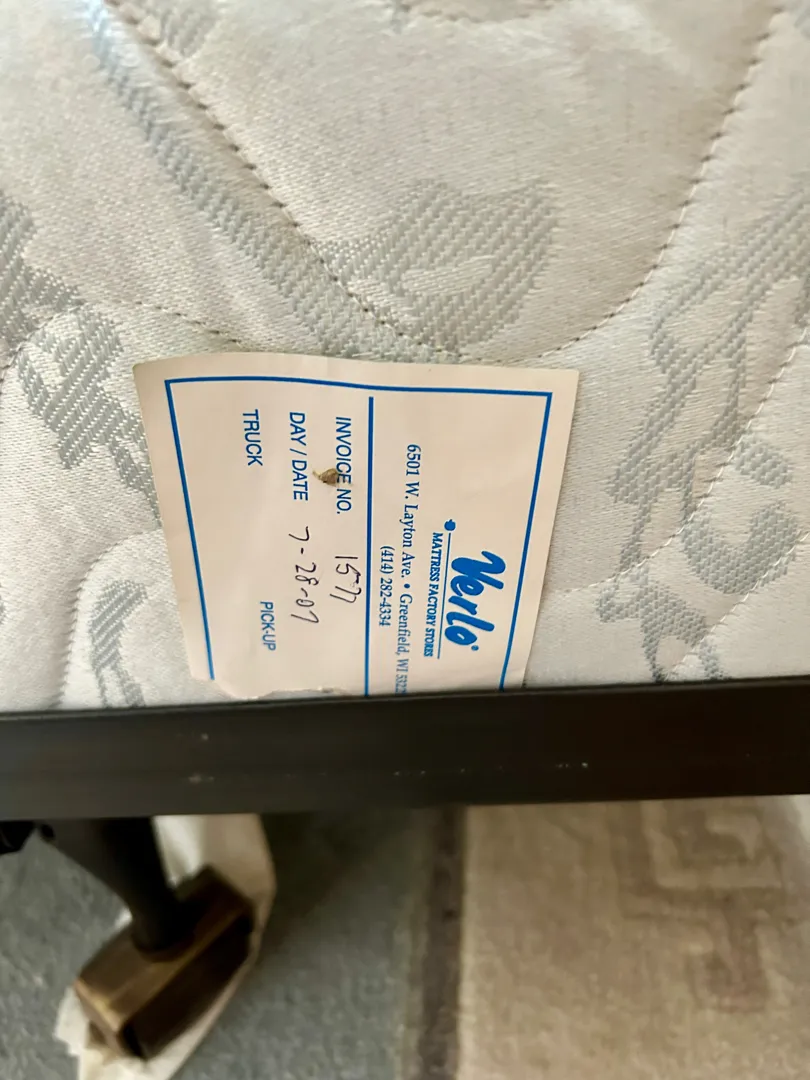 Verlo®
MATTRESS FACTORY STORES
6501 W. Layton Ave. • Greenfield, WI
(414) 282-4334
INVOICE NO. 1577
DAY / DATE 7-28-07
TRUCK PICK-UP